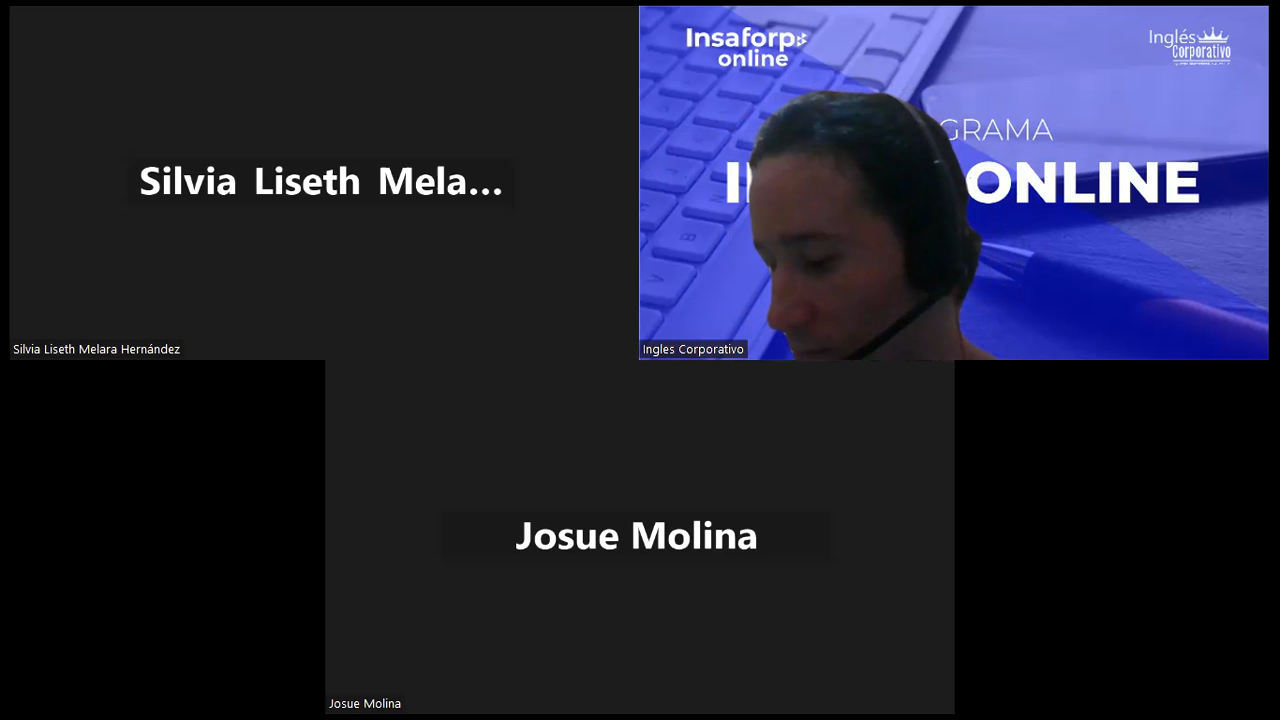 Silvia Liseth Mela...
Silvia Liseth Melara Hernández
Insaforp
online
Inglés
Corporativo
GRAMA
ONLINE
Ingles Corporativo
Josue Molina
Josue Molina